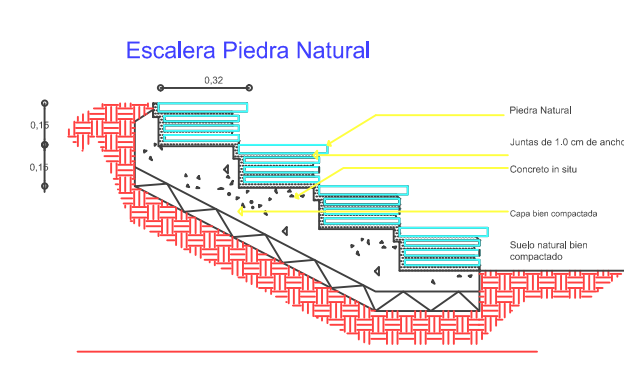 Escalera Piedra Natural
0,32
0,15
0,15
Piedra Natural
Juntas de 1.0 cm de ancho
Concreto in situ
Capa bien compactada
Suelo natural bien
compactado